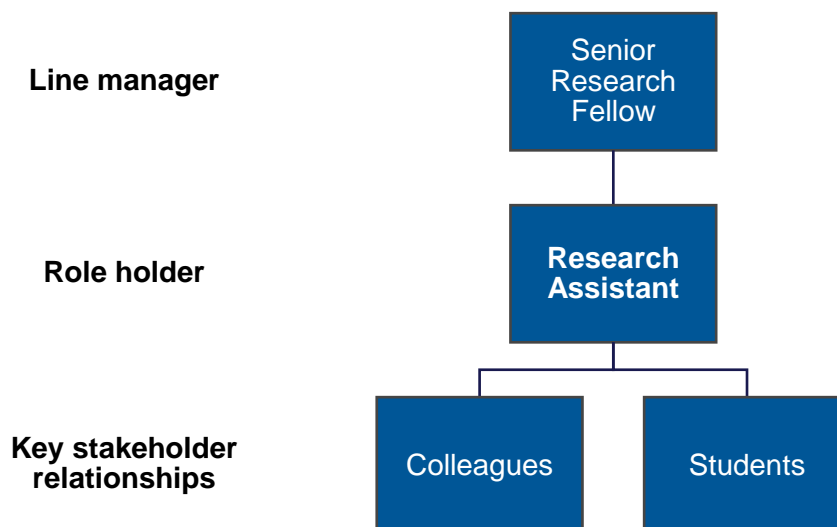 Line manager
Senior
Research
Fellow
Role holder
Research
Assistant
Key stakeholder
relationships
Colleagues
Students